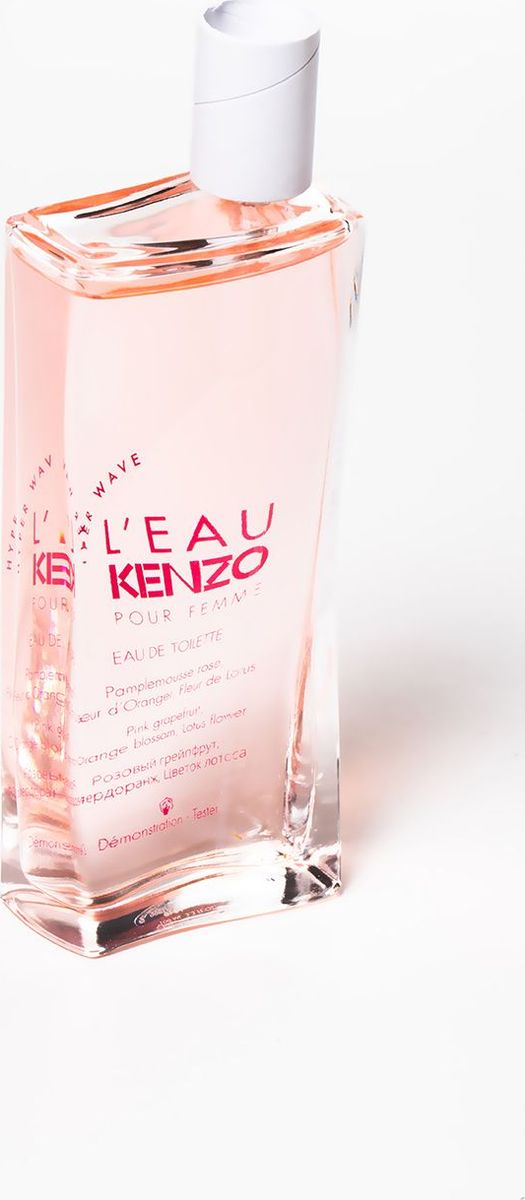 HYPER WAVE
L'EAU
KENZO
POUR FEMME
EAU DE TOILETTE
Pamplemousse rose,
Fleur d'Oranger, Fleur de Lotus
Pink grapefruit,
Orange blossom, Lotus flower
Розовый грейпфрут,
Цветок лотоса
Démonstration - Tester